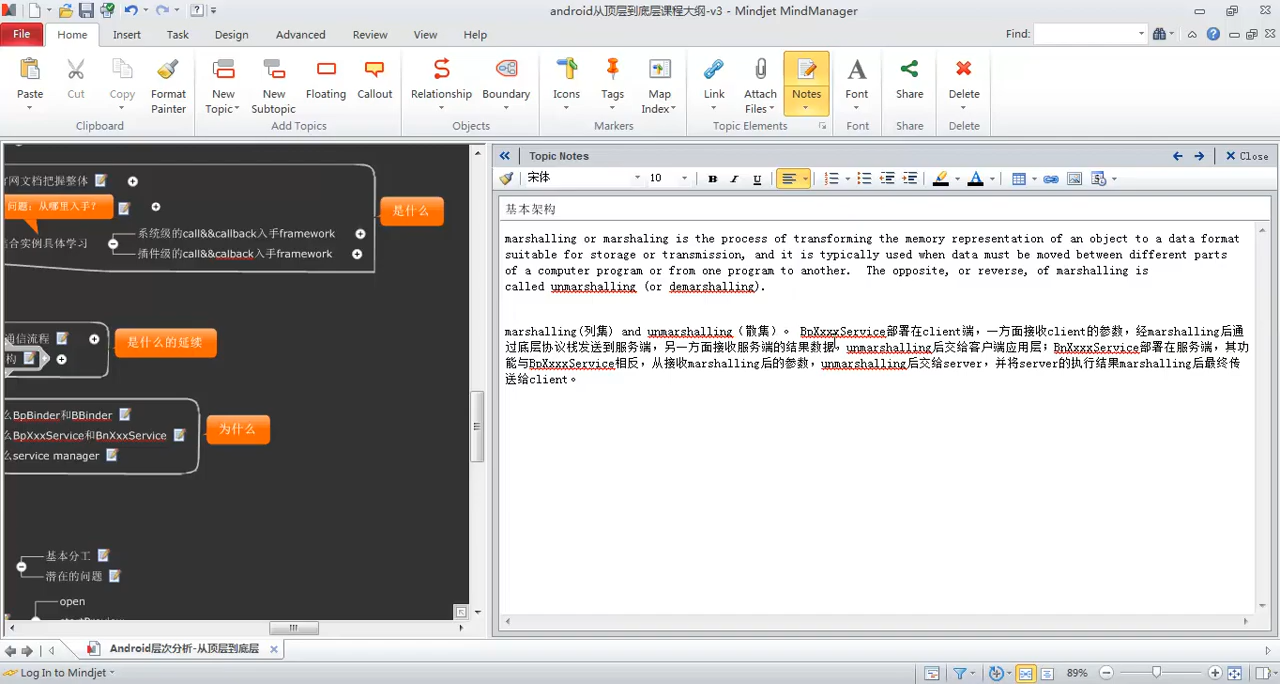 android从顶层到底层课程大纲-v3 - Mindjet MindManager
File Home Insert Task Design Advanced Review View Help Find:
Paste Cut Copy Format Painter
New Topic New Subtopic Floating Callout
Relationship Boundary
Icons Tags Map Index
Link Attach Files Notes
Font Share Delete
Clipboard Add Topics Objects Markers Topic Elements Font Share Delete
网文档把握整体
问题：从哪里入手？
合实例具体学习
系统级的call&&callback入手framework
插件级的call&&calback入手framework
是什么
通信流程
构
是什么的延续
么BpBinder和BBinder
么BpXxxService和BnXxxService
么service manager
为什么
基本分工
潜在的问题
open
Topic Notes Close
宋体 10 B I U
基本架构
marshalling or marshaling is the process of transforming the memory representation of an object to a data format
suitable for storage or transmission, and it is typically used when data must be moved between different parts
of a computer program or from one program to another. The opposite, or reverse, of marshalling is
called unmarshalling (or demarshalling).
marshalling(列集) and unmarshalling（散集）。 BpXxxxService部署在client端，一方面接收client的参数，经marshalling后通
过底层协议栈发送到服务端，另一方面接收服务端的结果数据，unmarshalling后交给客户端应用层；BnXxxxService部署在服务端，其功
能与BpXxxxService相反，从接收marshalling后的参数，unmarshalling后交给server，并将server的执行结果marshalling后最终传
送给client。
Android层次分析-从顶层到底层
Log In to Mindjet 89%